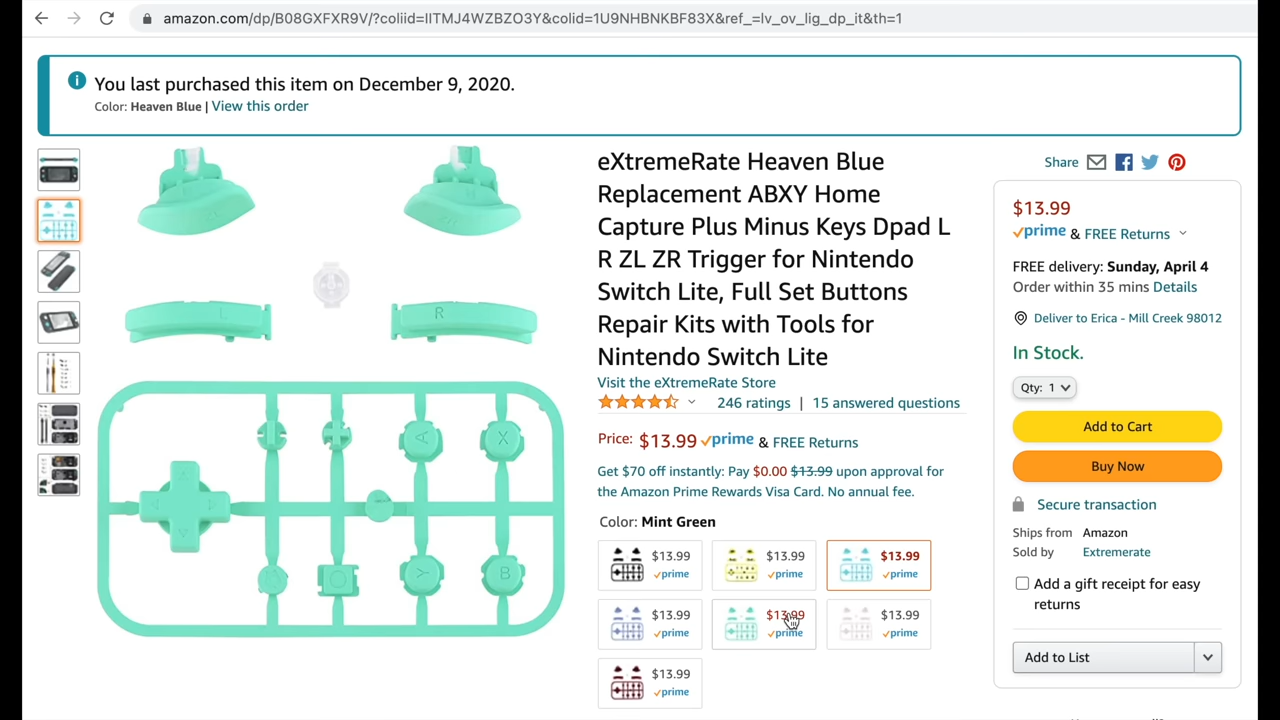 amazon.com/dp/B08GXFXR9V/?coliid=IITMJ4WZBZO3Y&colid=1U9NHBNKBF83X&ref_=lv_ov_lig_dp_it&th=1
You last purchased this item on December 9, 2020.
Color: Heaven Blue | View this order
eXtremeRate Heaven Blue
Replacement ABXY Home
Capture Plus Minus Keys Dpad L
R ZL ZR Trigger for Nintendo
Switch Lite, Full Set Buttons
Repair Kits with Tools for
Nintendo Switch Lite
Visit the eXtremeRate Store
246 ratings | 15 answered questions
Price: $13.99 prime & FREE Returns
Get $70 off instantly: Pay $0.00 $13.99 upon approval for
the Amazon Prime Rewards Visa Card. No annual fee.
Color: Mint Green
$13.99 prime
$13.99 prime
$13.99 prime
$13.99 prime
$13.99 prime
$13.99 prime
$13.99 prime
L
R
A
X
Y
B
Share
$13.99
prime & FREE Returns
FREE delivery: Sunday, April 4
Order within 35 mins Details
Deliver to Erica - Mill Creek 98012
In Stock.
Qty: 1
Add to Cart
Buy Now
Secure transaction
Ships from Amazon
Sold by Extremerate
Add a gift receipt for easy
returns
Add to List